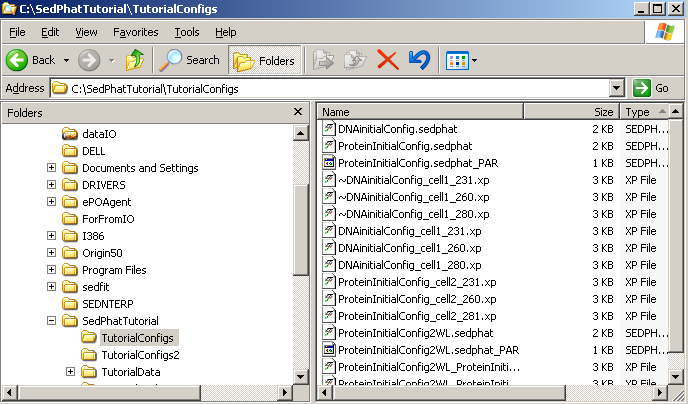 C:\SedPhatTutorial\TutorialConfigs
File Edit View Favorites Tools Help
Back Search Folders
Address C:\SedPhatTutorial\TutorialConfigs Go
Folders
dataIO
DELL
Documents and Settings
DRIVERS
ePOAgent
ForFromIO
I386
Origin50
Program Files
sedfit
SEDNTERP
SedPhatTutorial
TutorialConfigs
TutorialConfigs2
TutorialData
Name Size Type
DNAinitialConfig.sedphat 2 KB SEDPH...
ProteinInitialConfig.sedphat 2 KB SEDPH...
ProteinInitialConfig.sedphat_PAR 1 KB SEDPH...
~DNAinitialConfig_cell1_231.xp 3 KB XP File
~DNAinitialConfig_cell1_260.xp 3 KB XP File
~DNAinitialConfig_cell1_280.xp 3 KB XP File
DNAinitialConfig_cell1_231.xp 3 KB XP File
DNAinitialConfig_cell1_260.xp 3 KB XP File
DNAinitialConfig_cell1_280.xp 3 KB XP File
ProteinInitialConfig_cell2_231.xp 3 KB XP File
ProteinInitialConfig_cell2_260.xp 3 KB XP File
ProteinInitialConfig_cell2_281.xp 3 KB XP File
ProteinInitialConfig2WL.sedphat 2 KB SEDPH...
ProteinInitialConfig2WL.sedphat_PAR 1 KB SEDPH...
ProteinInitialConfig2WL_ProteinIniti... 3 KB XP File